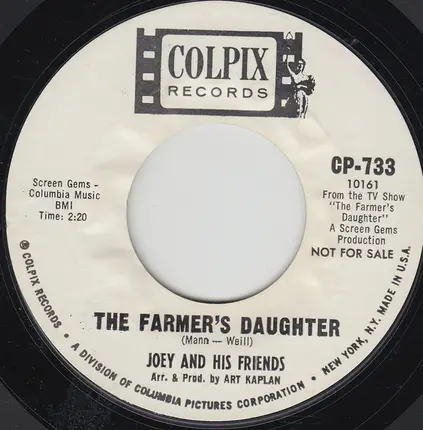 COLPIX
RECORDS
CP-733
10161
From the TV Show
"The Farmer's
Daughter"
A Screen Gems
Production
NOT FOR SALE
Screen Gems -
Columbia Music
BMI
Time: 2:20
THE FARMER'S DAUGHTER
(Mann — Weill)
JOEY AND HIS FRIENDS
Arr. & Prod. by ART KAPLAN
℗ COLPIX RECORDS • A DIVISION OF COLUMBIA PICTURES CORPORATION • NEW YORK, N.Y. MADE IN U.S.A.